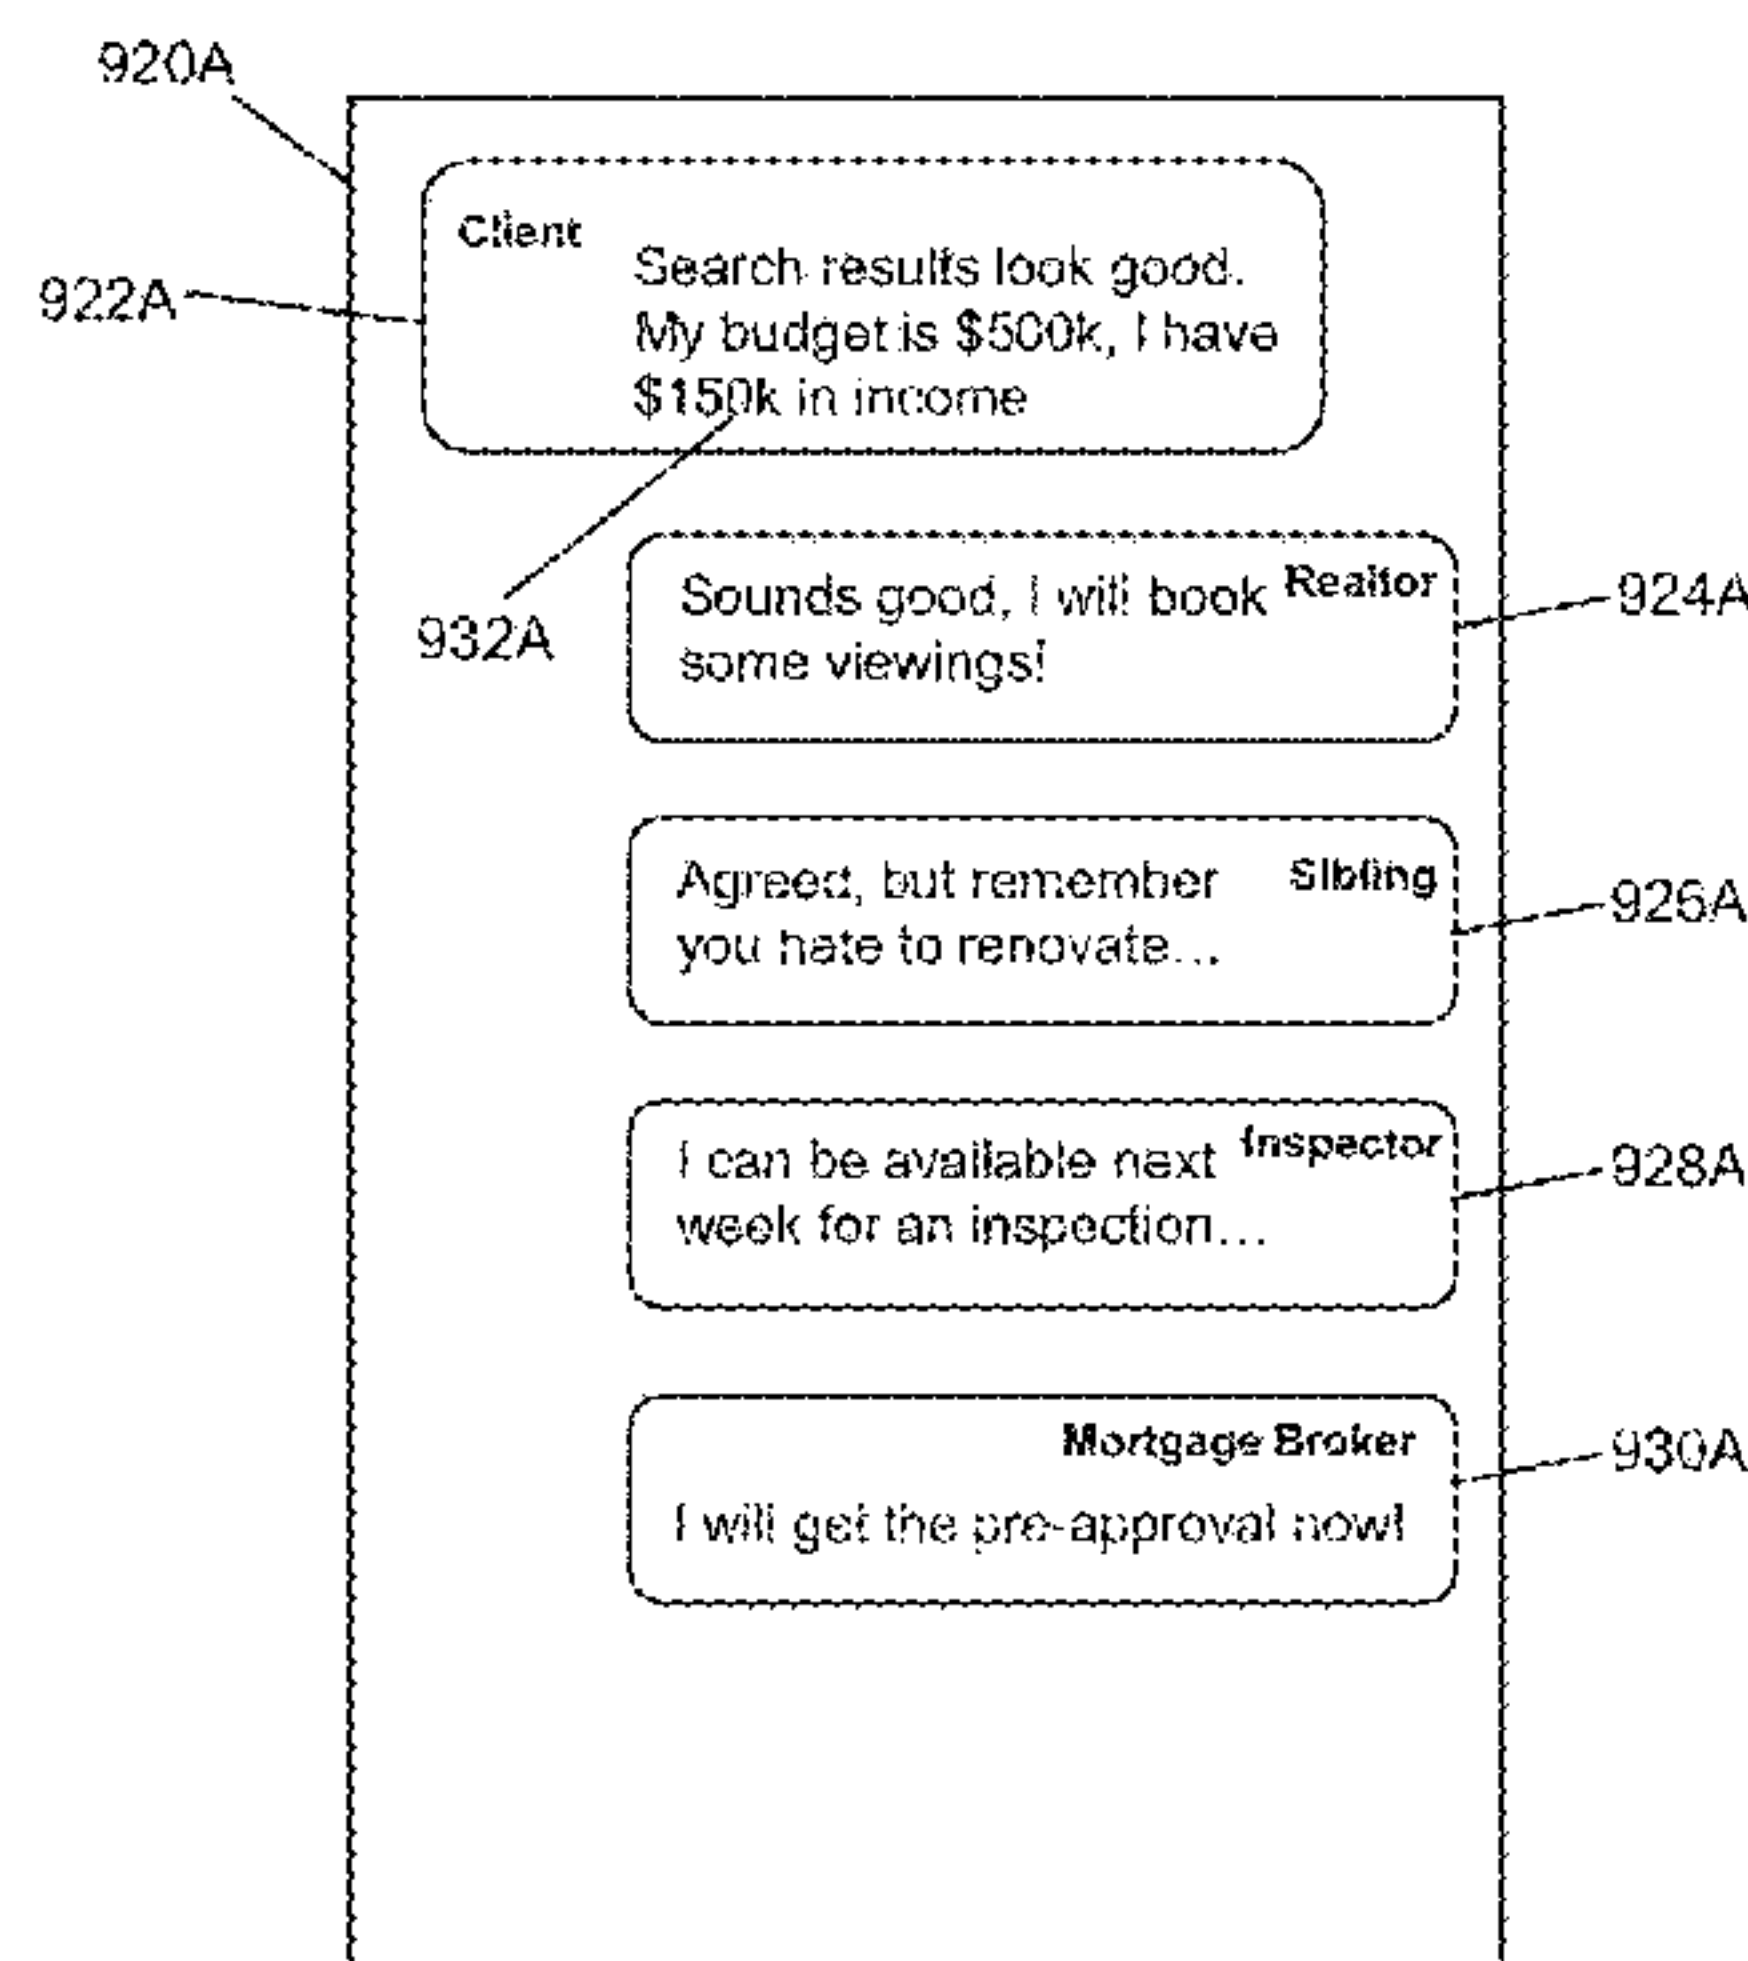 920A
Client
Search results look good.
922A
My budget is $500k, I have
$150k in income
932A
Sounds good, I will book Realtor
924A
some viewings!
Agreed, but remember Sibling
926A
you hate to renovate...
I can be available next Inspector
928A
week for an inspection...
Mortgage Broker
930A
I will get the pre-approval now!